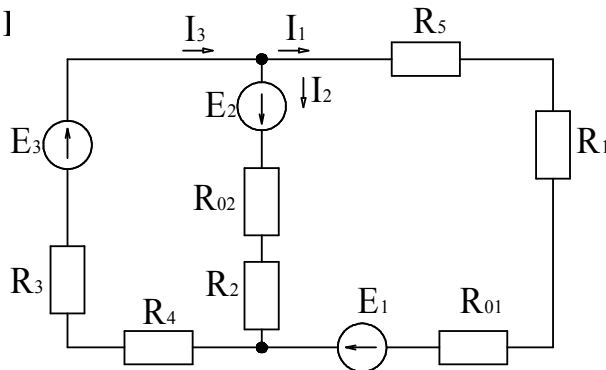 ]
I₃ I₁ R₅
E₂ I₂
E₃ R₁
R₀₂
R₃ R₂
R₄ E₁ R₀₁